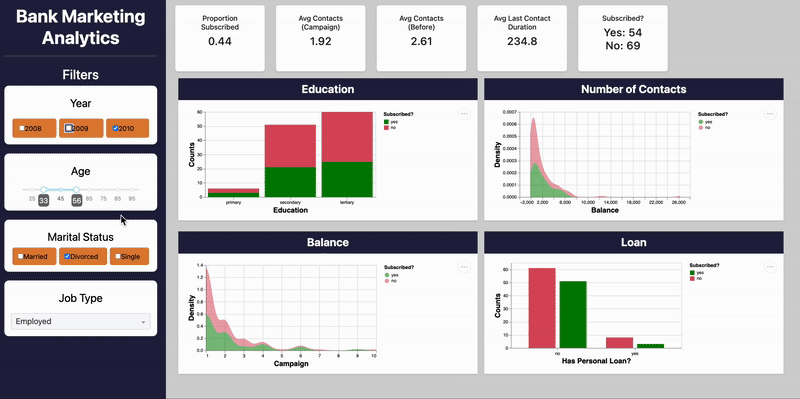 Bank Marketing
Analytics
Filters
Year
2008
2009
2010
Age
25 33 45 56 65 75 85 95
Marital Status
Married
Divorced
Single
Job Type
Employed
Proportion
Subscribed
0.44
Avg Contacts
(Campaign)
1.92
Avg Contacts
(Before)
2.61
Avg Last Contact
Duration
234.8
Subscribed?
Yes: 54
No: 69
Education
60
50
40
30
20
10
0
Counts
primary secondary tertiary
Education
Subscribed?
yes
no
Number of Contacts
0.0007
0.0006
0.0005
0.0004
0.0003
0.0002
0.0001
0.0000
Density
−2,000 2,000 6,000 10,000 14,000 18,000 22,000 26,000
Balance
Subscribed?
yes
no
Balance
1.4
1.2
1.0
0.8
0.6
0.4
0.2
0.0
Density
1 2 3 4 5 6 7 8 9 10
Campaign
Subscribed?
yes
no
Loan
60
50
40
30
20
10
0
Counts
no yes
Has Personal Loan?
Subscribed?
yes
no